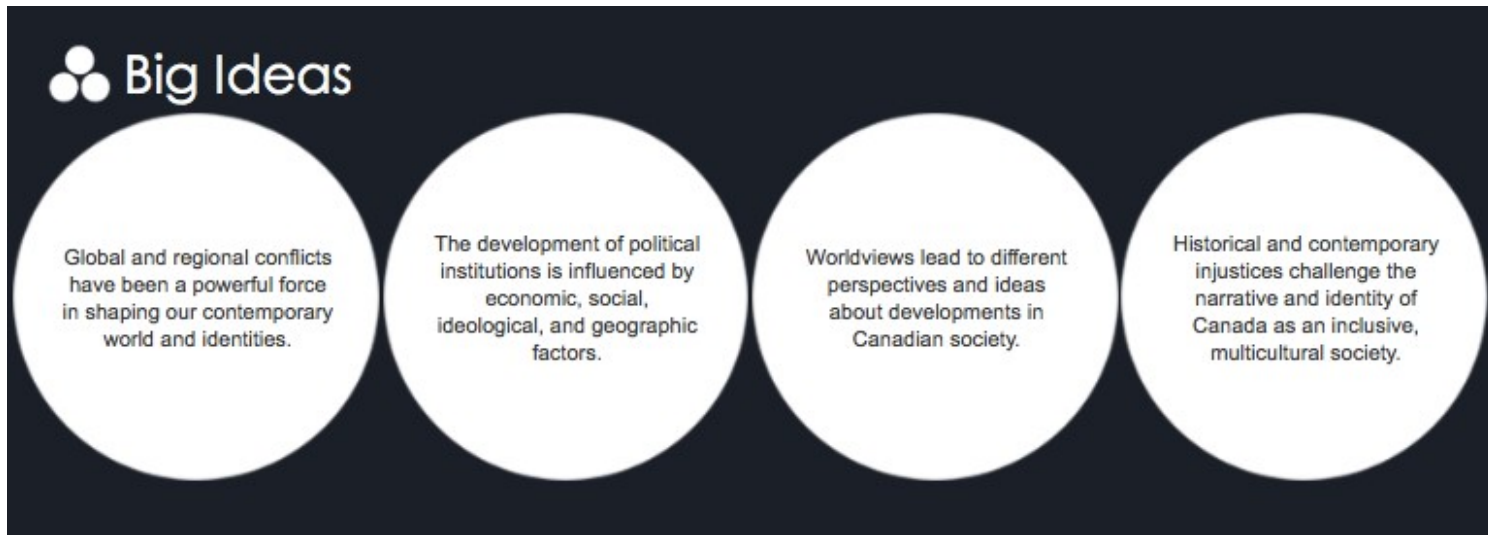 Big Ideas
Global and regional conflicts
have been a powerful force
in shaping our contemporary
world and identities.
The development of political
institutions is influenced by
economic, social,
ideological, and geographic
factors.
Worldviews lead to different
perspectives and ideas
about developments in
Canadian society.
Historical and contemporary
injustices challenge the
narrative and identity of
Canada as an inclusive,
multicultural society.